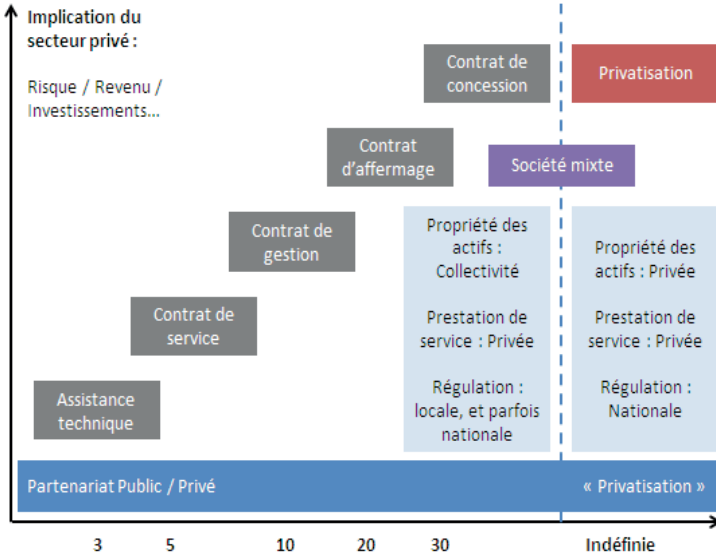 Implication du
secteur privé :
Risque / Revenu /
Investissements...
Contrat de
concession
Privatisation
Contrat
d'affermage
Société mixte
Contrat de
gestion
Propriété des
actifs :
Collectivité
Prestation de
service : Privée
Régulation :
locale, et parfois
nationale
Propriété des
actifs : Privée
Prestation de
service : Privée
Régulation :
Nationale
Contrat de
service
Assistance
technique
Partenariat Public / Privé
« Privatisation »
3 5 10 20 30 Indéfinie